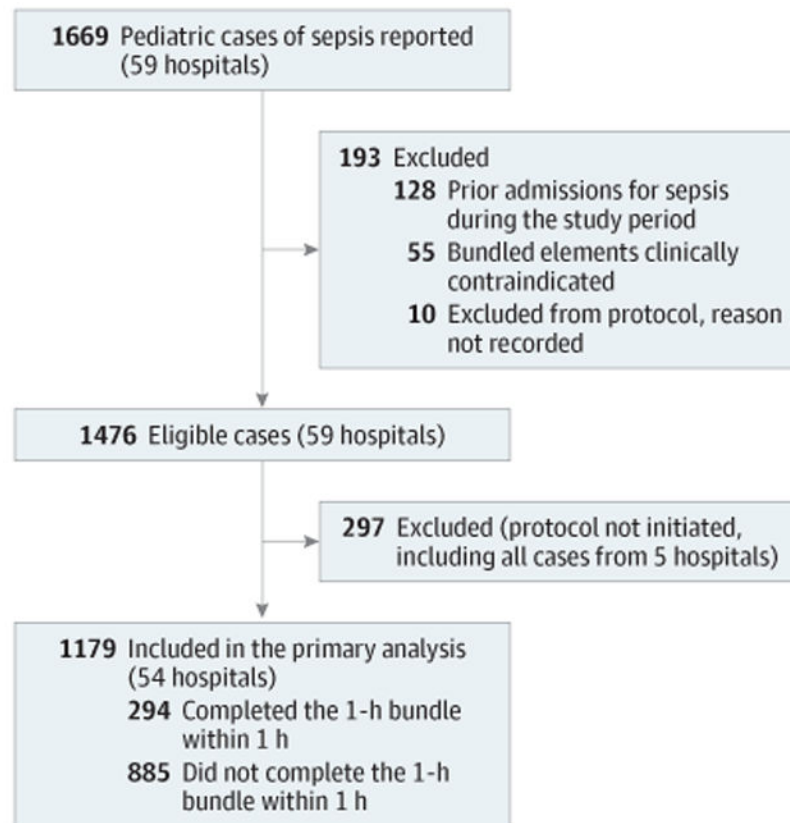 1669 Pediatric cases of sepsis reported
(59 hospitals)
193 Excluded
128 Prior admissions for sepsis
during the study period
55 Bundled elements clinically
contraindicated
10 Excluded from protocol, reason
not recorded
1476 Eligible cases (59 hospitals)
297 Excluded (protocol not initiated,
including all cases from 5 hospitals)
1179 Included in the primary analysis
(54 hospitals)
294 Completed the 1-h bundle
within 1 h
885 Did not complete the 1-h
bundle within 1 h